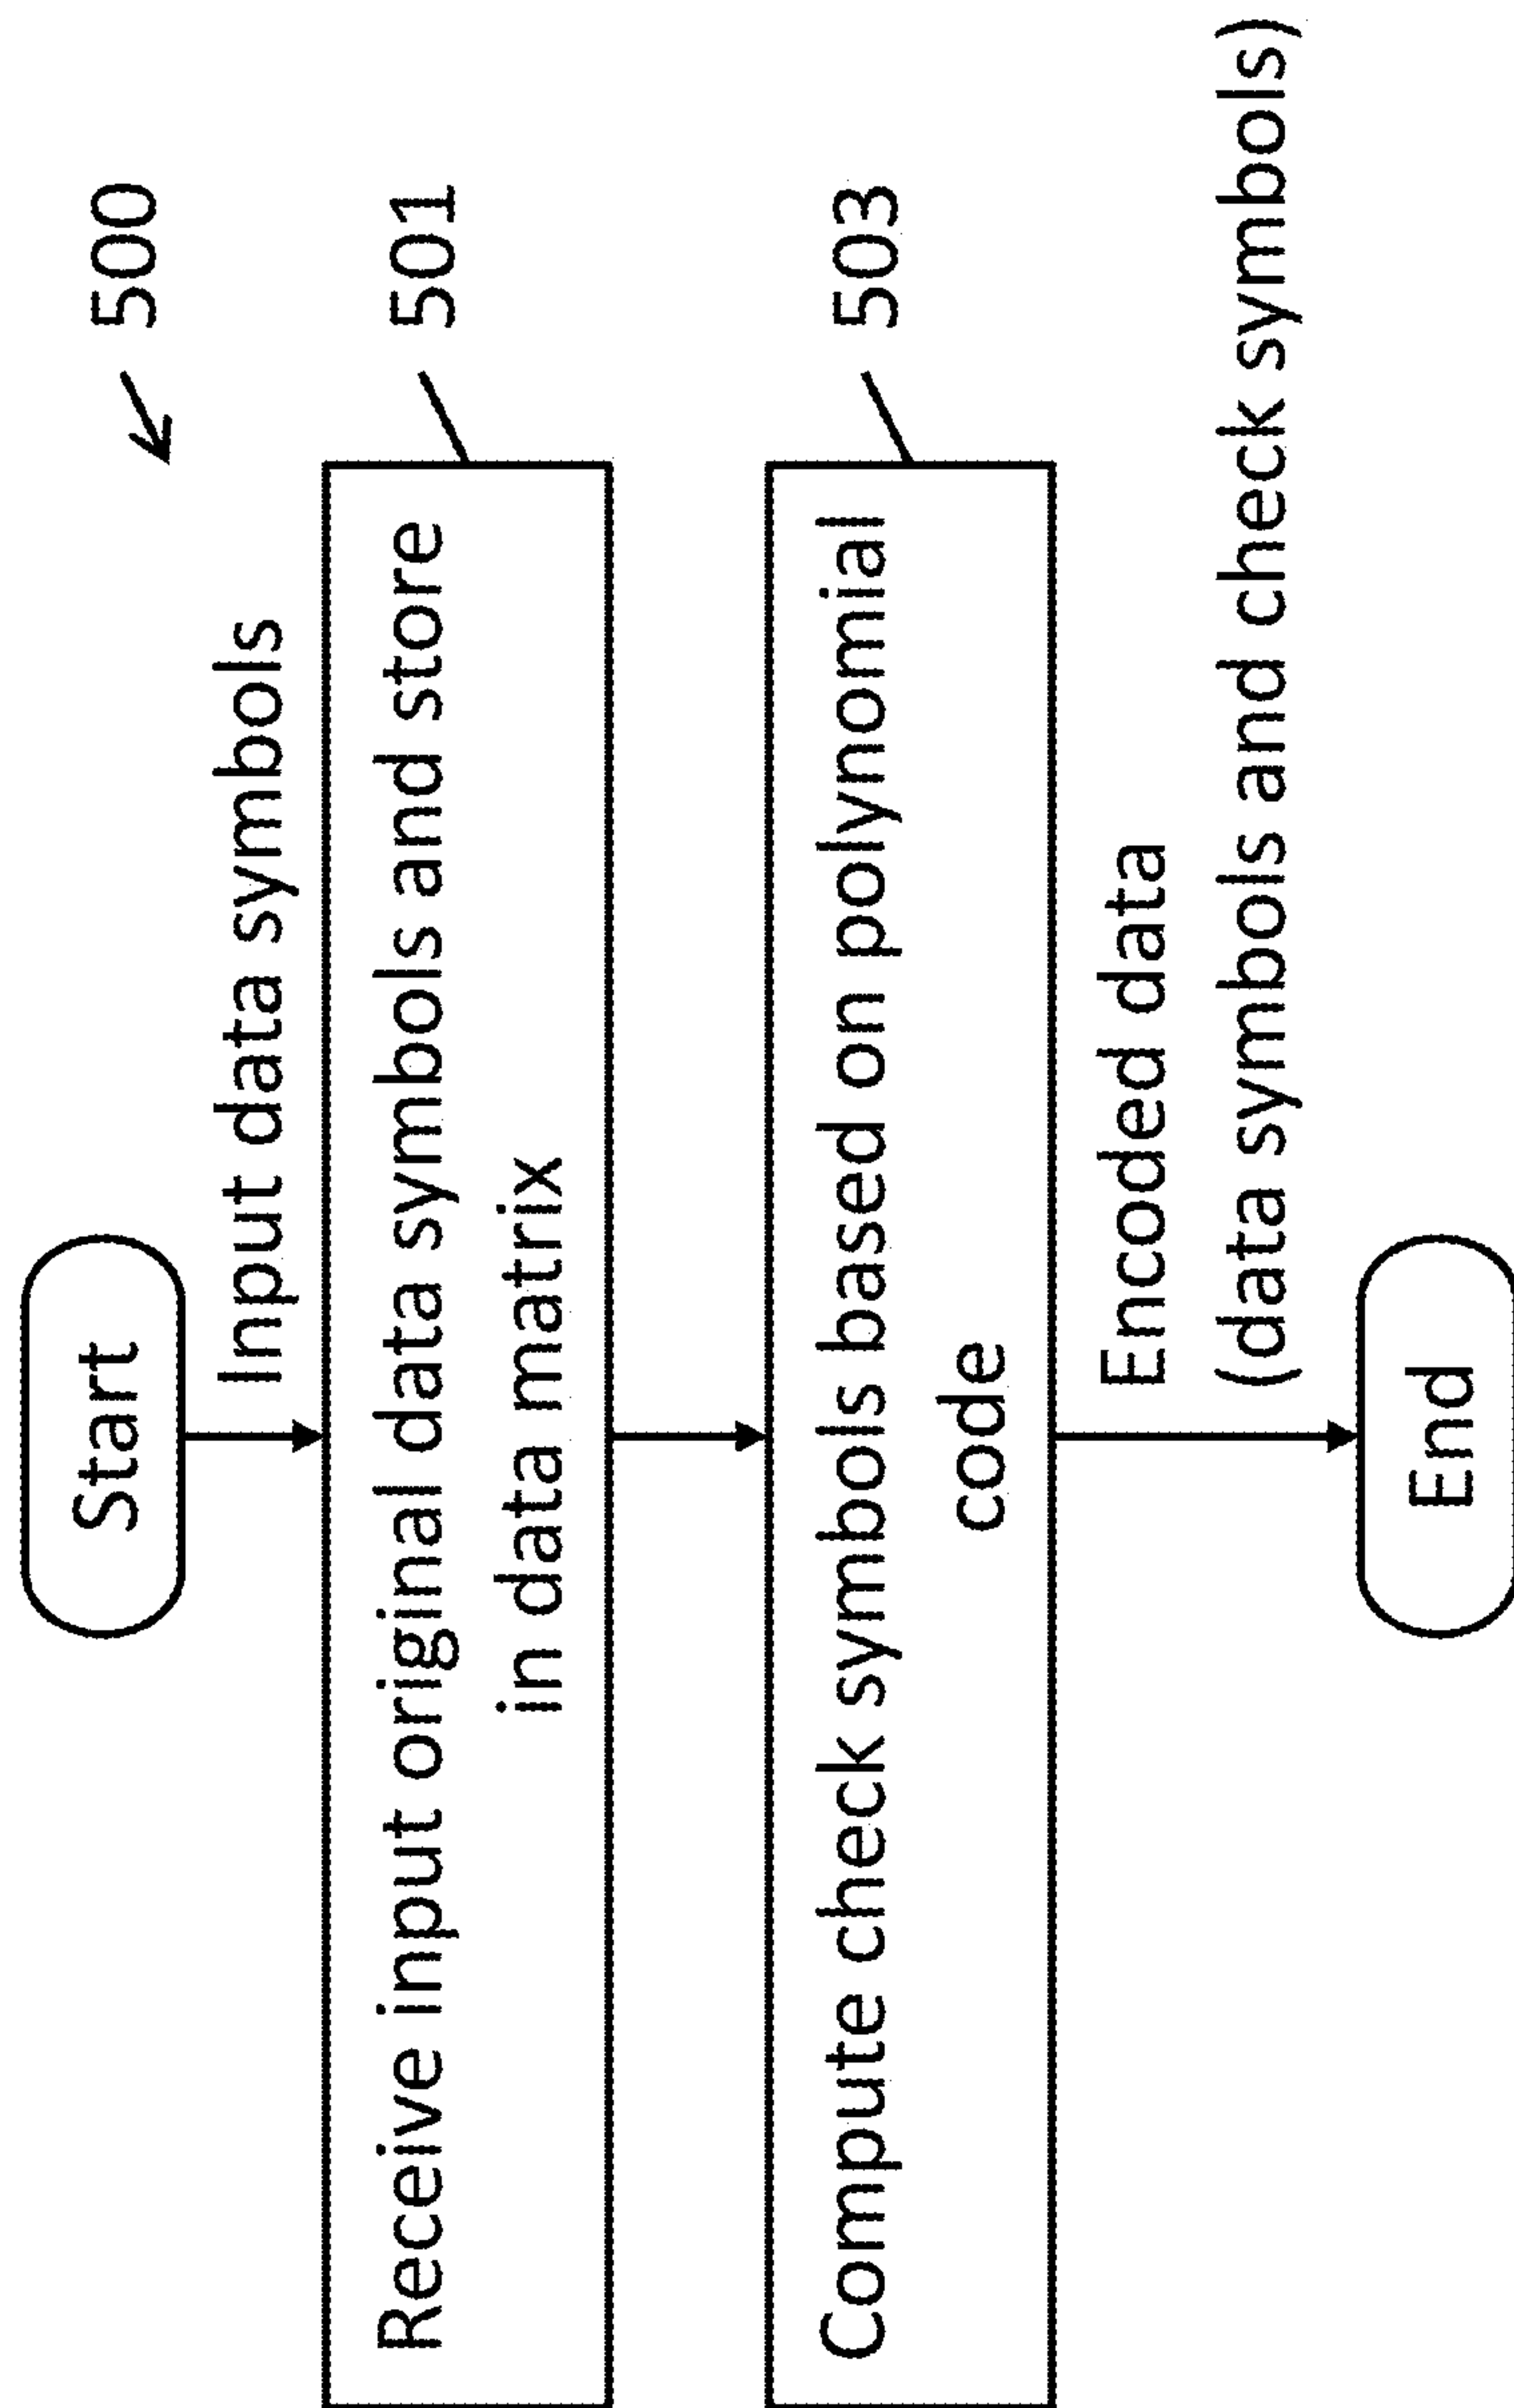 500
Start
Input data symbols
501
Receive input original data symbols and store
in data matrix
503
Compute check symbols based on polynomial
code
Encoded data
(data symbols and check symbols)
End